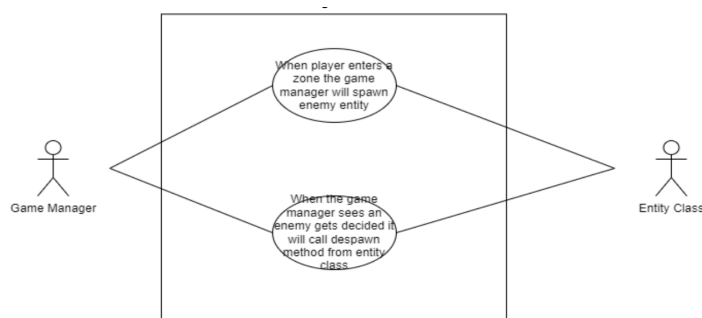 When player enters a
zone the game
manager will spawn
enemy entity
Game Manager
Entity Class
When the game
manager sees an
enemy gets decided it
will call despawn
method from entity
class